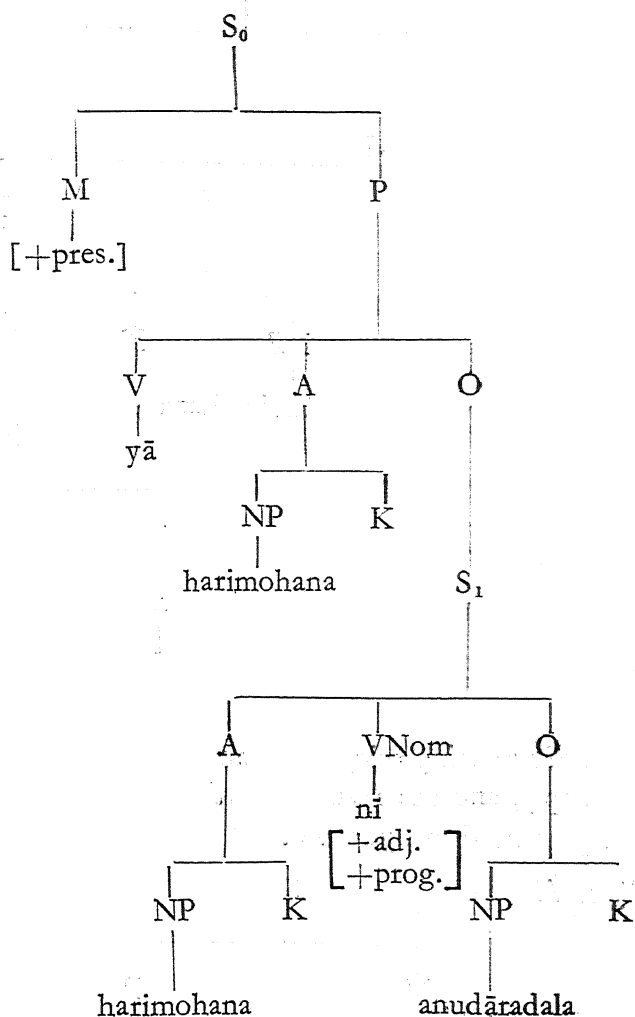 S₀
M P
[+pres.]
V A O
yā
NP K
harimohana S₁
A VNom O
nī
[+adj.
+prog.]
NP K NP K
harimohana anudāradala